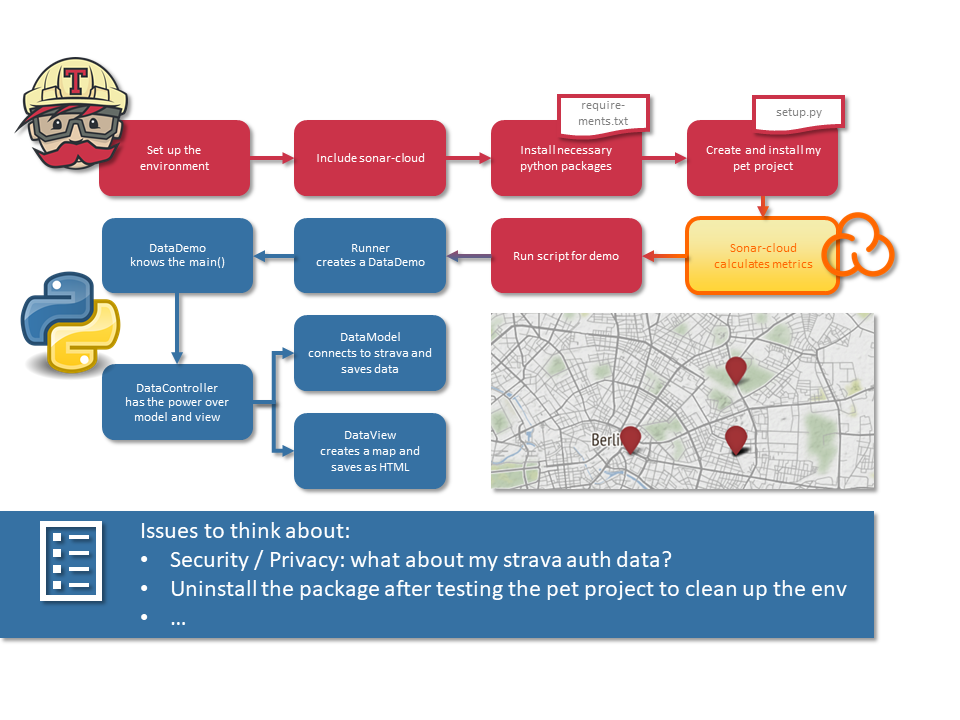 T
require-
ments.txt
setup.py
Set up the
environment
Include sonar-cloud
Install necessary
python packages
Create and install my
pet project
DataDemo
knows the main()
Runner
creates a DataDemo
Run script for demo
Sonar-cloud
calculates metrics
DataModel
connects to strava and
saves data
DataController
has the power over
model and view
DataView
creates a map and
saves as HTML
Berli
Issues to think about:
• Security / Privacy: what about my strava auth data?
• Uninstall the package after testing the pet project to clean up the env
• ...